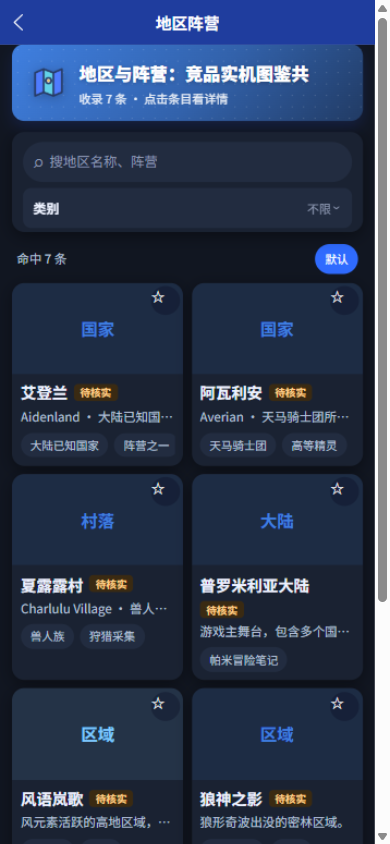 地区阵营
地区与阵营：竞品实机图鉴共
收录 7 条 · 点击条目看详情
搜地区名称、阵营
类别 不限
命中 7 条 默认
国家
艾登兰 待核实
Aidenland · 大陆已知国…
大陆已知国家 阵营之一
国家
阿瓦利安 待核实
Averian · 天马骑士团所…
天马骑士团 高等精灵
村落
夏露露村 待核实
Charlulu Village · 兽人…
兽人族 狩猎采集
大陆
普罗米利亚大陆
待核实
游戏主舞台，包含多个国…
帕米冒险笔记
区域
风语岚歌 待核实
风元素活跃的高地区域，…
区域
狼神之影 待核实
狼形奇波出没的密林区域。